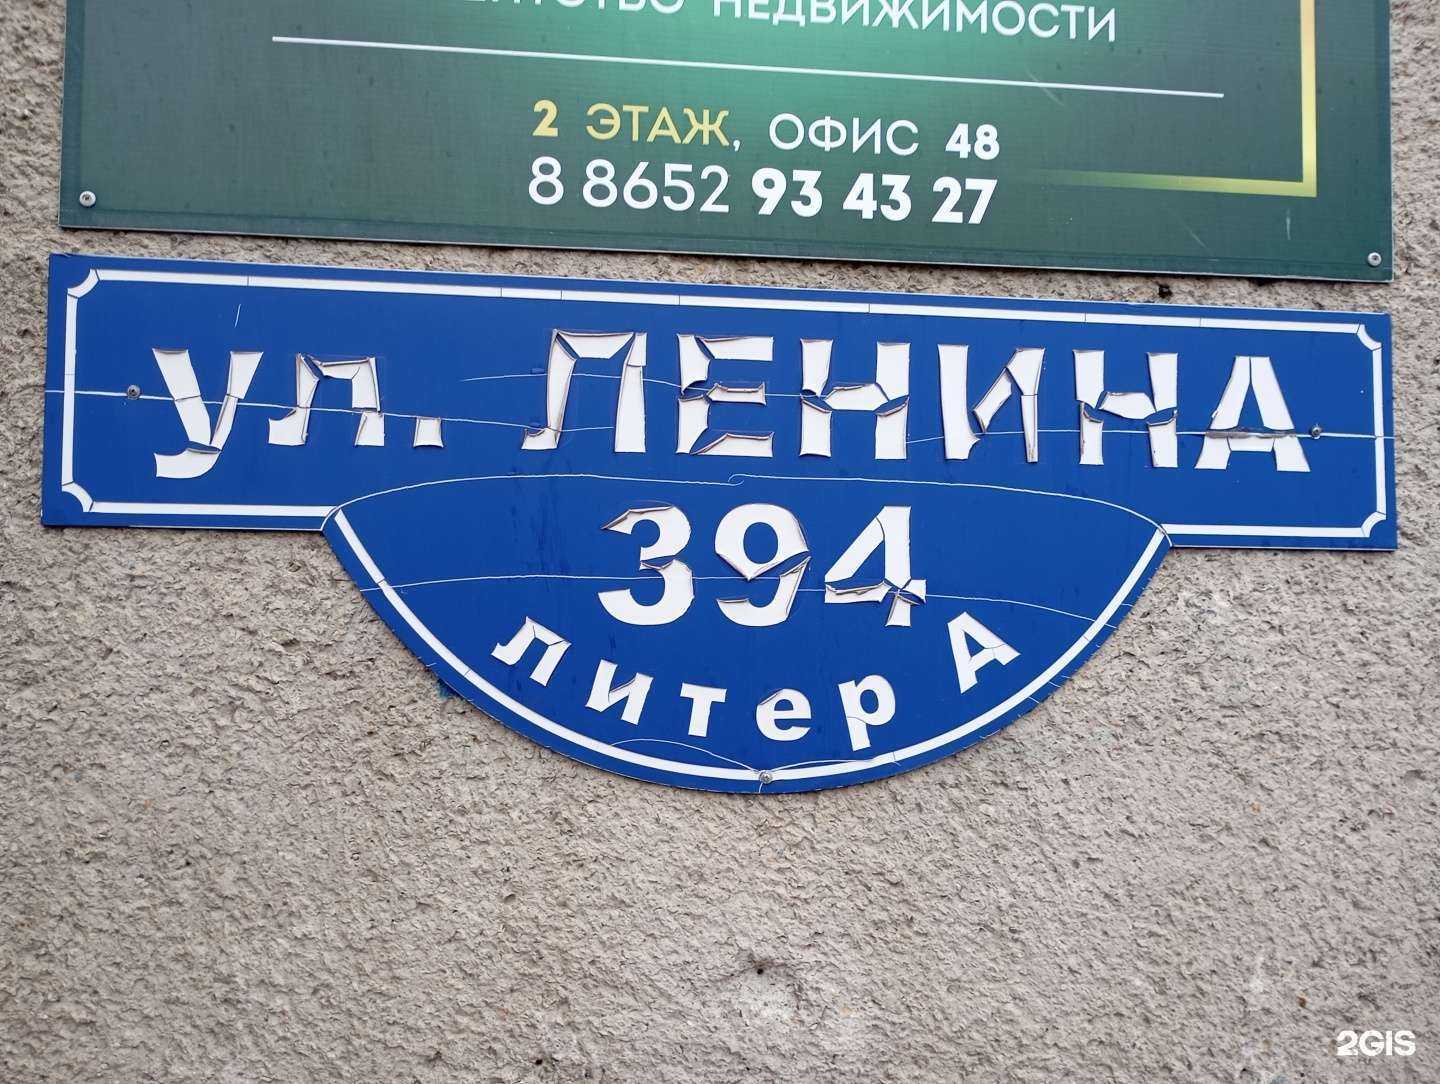 НЕДВИЖИМОСТИ
2 ЭТАЖ, ОФИС 48
8 8652 93 43 27
ул. ЛЕНИНА
394
литер А
2GIS